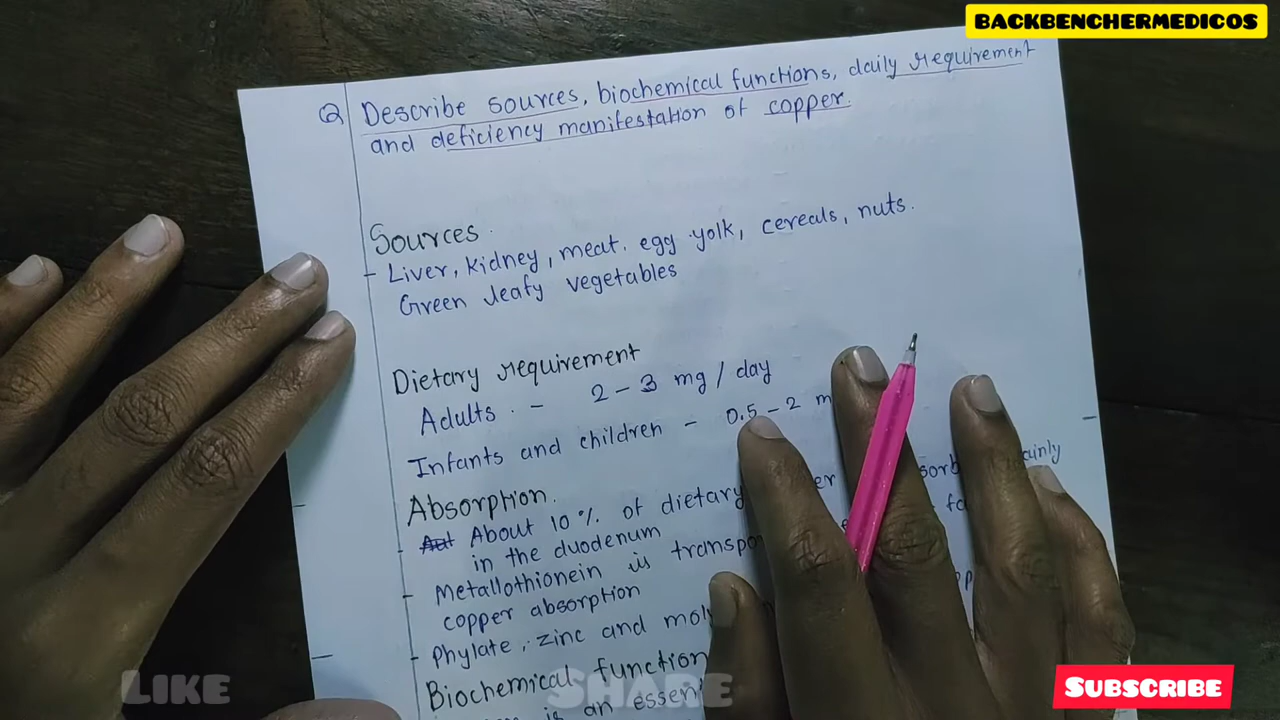 BACKBENCHERMEDICOS
Q Describe sources, biochemical functions, daily requirement
and deficiency manifestation of copper.
Sources.
- Liver, kidney, meat. egg yolk, cereals, nuts.
Green leafy vegetables
Dietary requirement
Adults. - 2-3 mg / day
Infants and children - 0.5-2
Absorption.
- About 10% of dietary
in the duodenum
- Metallothionein is
copper absorption
- Phylate, zinc and
Biochemical function
is an
LIKE
SHARE
SUBSCRIBE